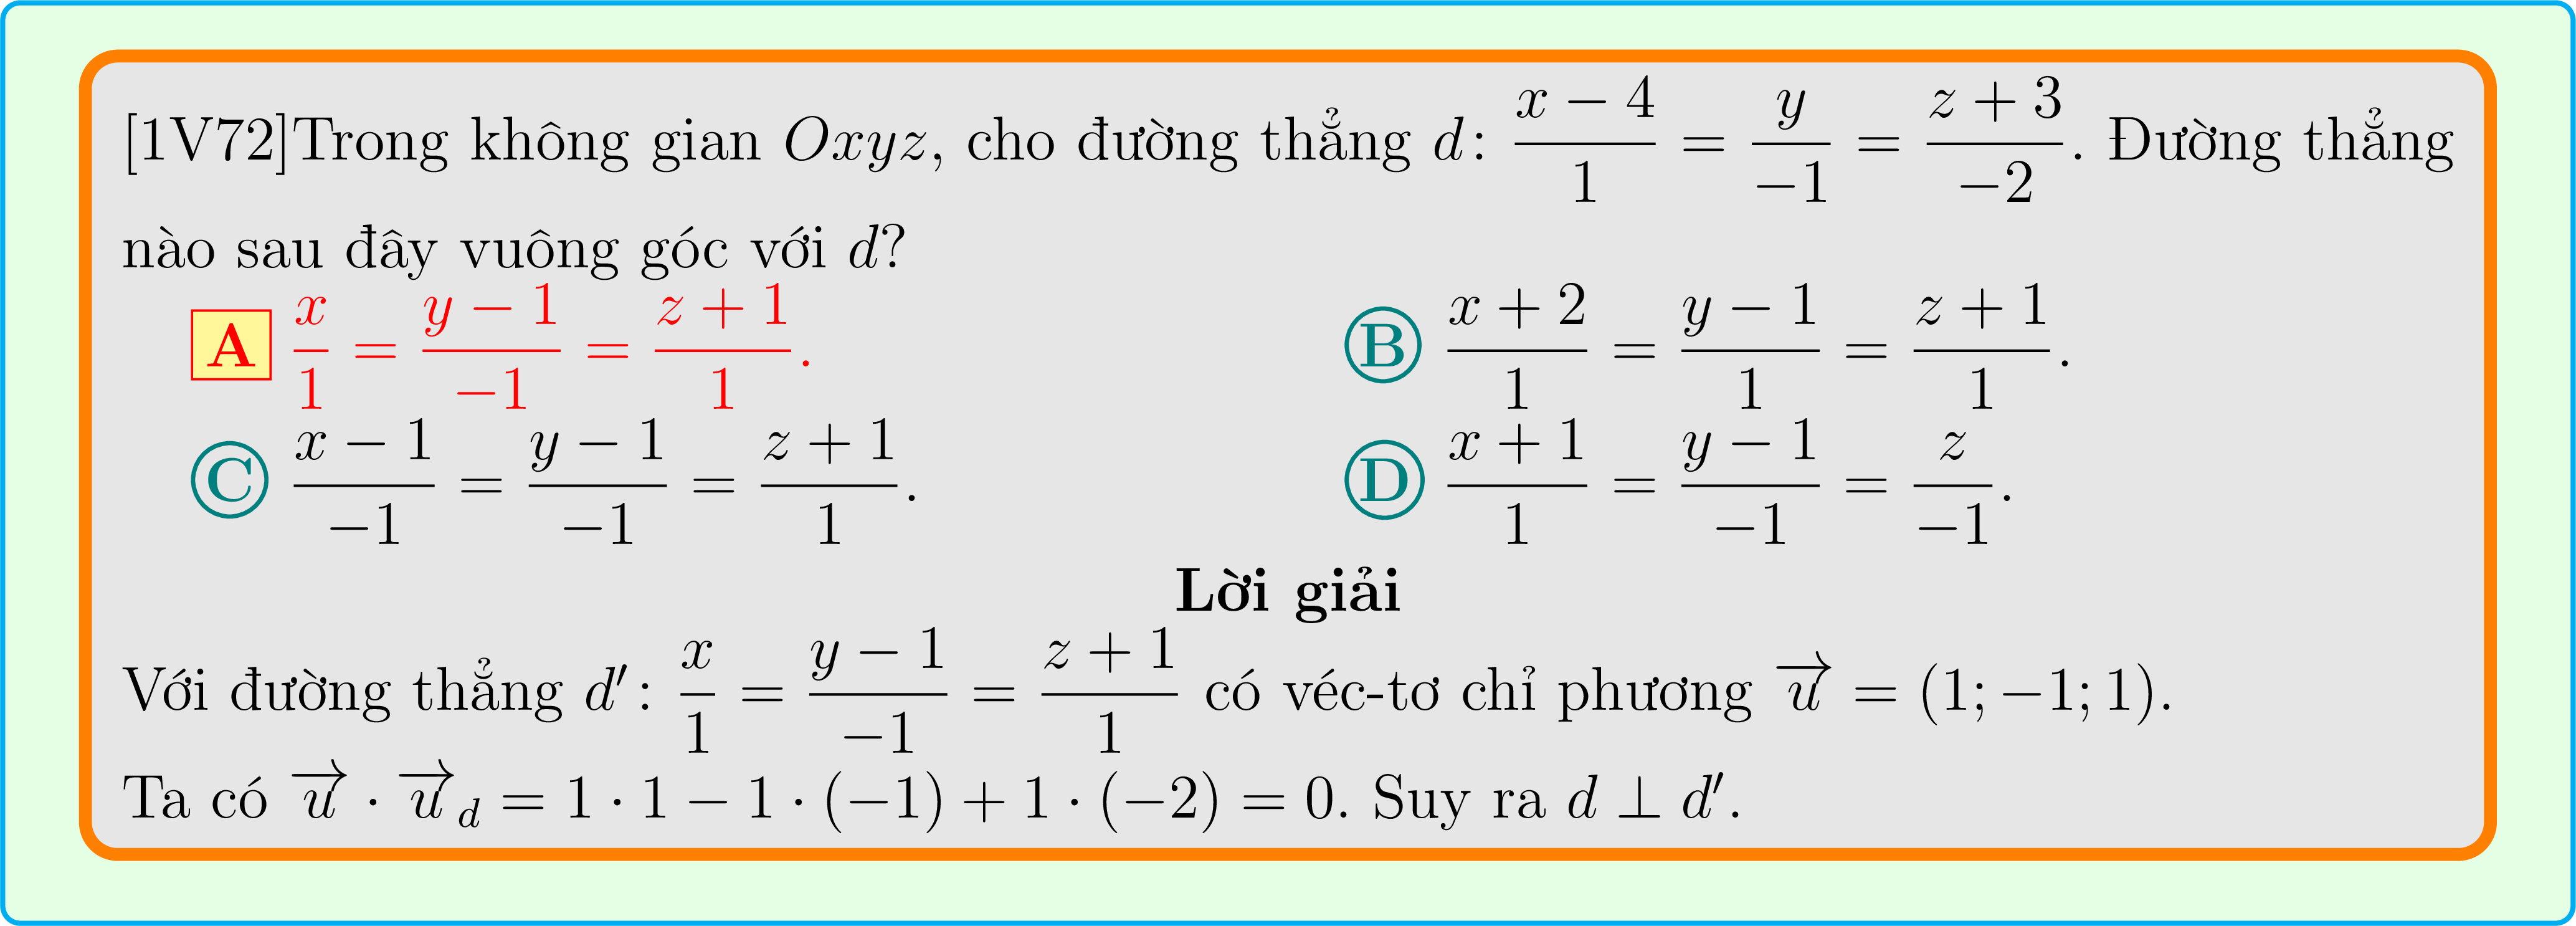 [1V72]Trong không gian $Oxyz$, cho đường thẳng $d$: $\frac{x-4}{1} = \frac{y}{-1} = \frac{z+3}{-2}$. Đường thẳng
nào sau đây vuông góc với $d$?
A $\frac{x}{1} = \frac{y-1}{-1} = \frac{z+1}{1}$. B $\frac{x+2}{1} = \frac{y-1}{1} = \frac{z+1}{1}$.
C $\frac{x-1}{-1} = \frac{y-1}{-1} = \frac{z+1}{1}$. D $\frac{x+1}{1} = \frac{y-1}{-1} = \frac{z}{-1}$.
Lời giải
Với đường thẳng $d'$: $\frac{x}{1} = \frac{y-1}{-1} = \frac{z+1}{1}$ có véc-tơ chỉ phương $\overrightarrow{u} = (1; -1; 1)$.
Ta có $\overrightarrow{u} \cdot \overrightarrow{u}_d = 1 \cdot 1 - 1 \cdot (-1) + 1 \cdot (-2) = 0$. Suy ra $d \perp d'$.